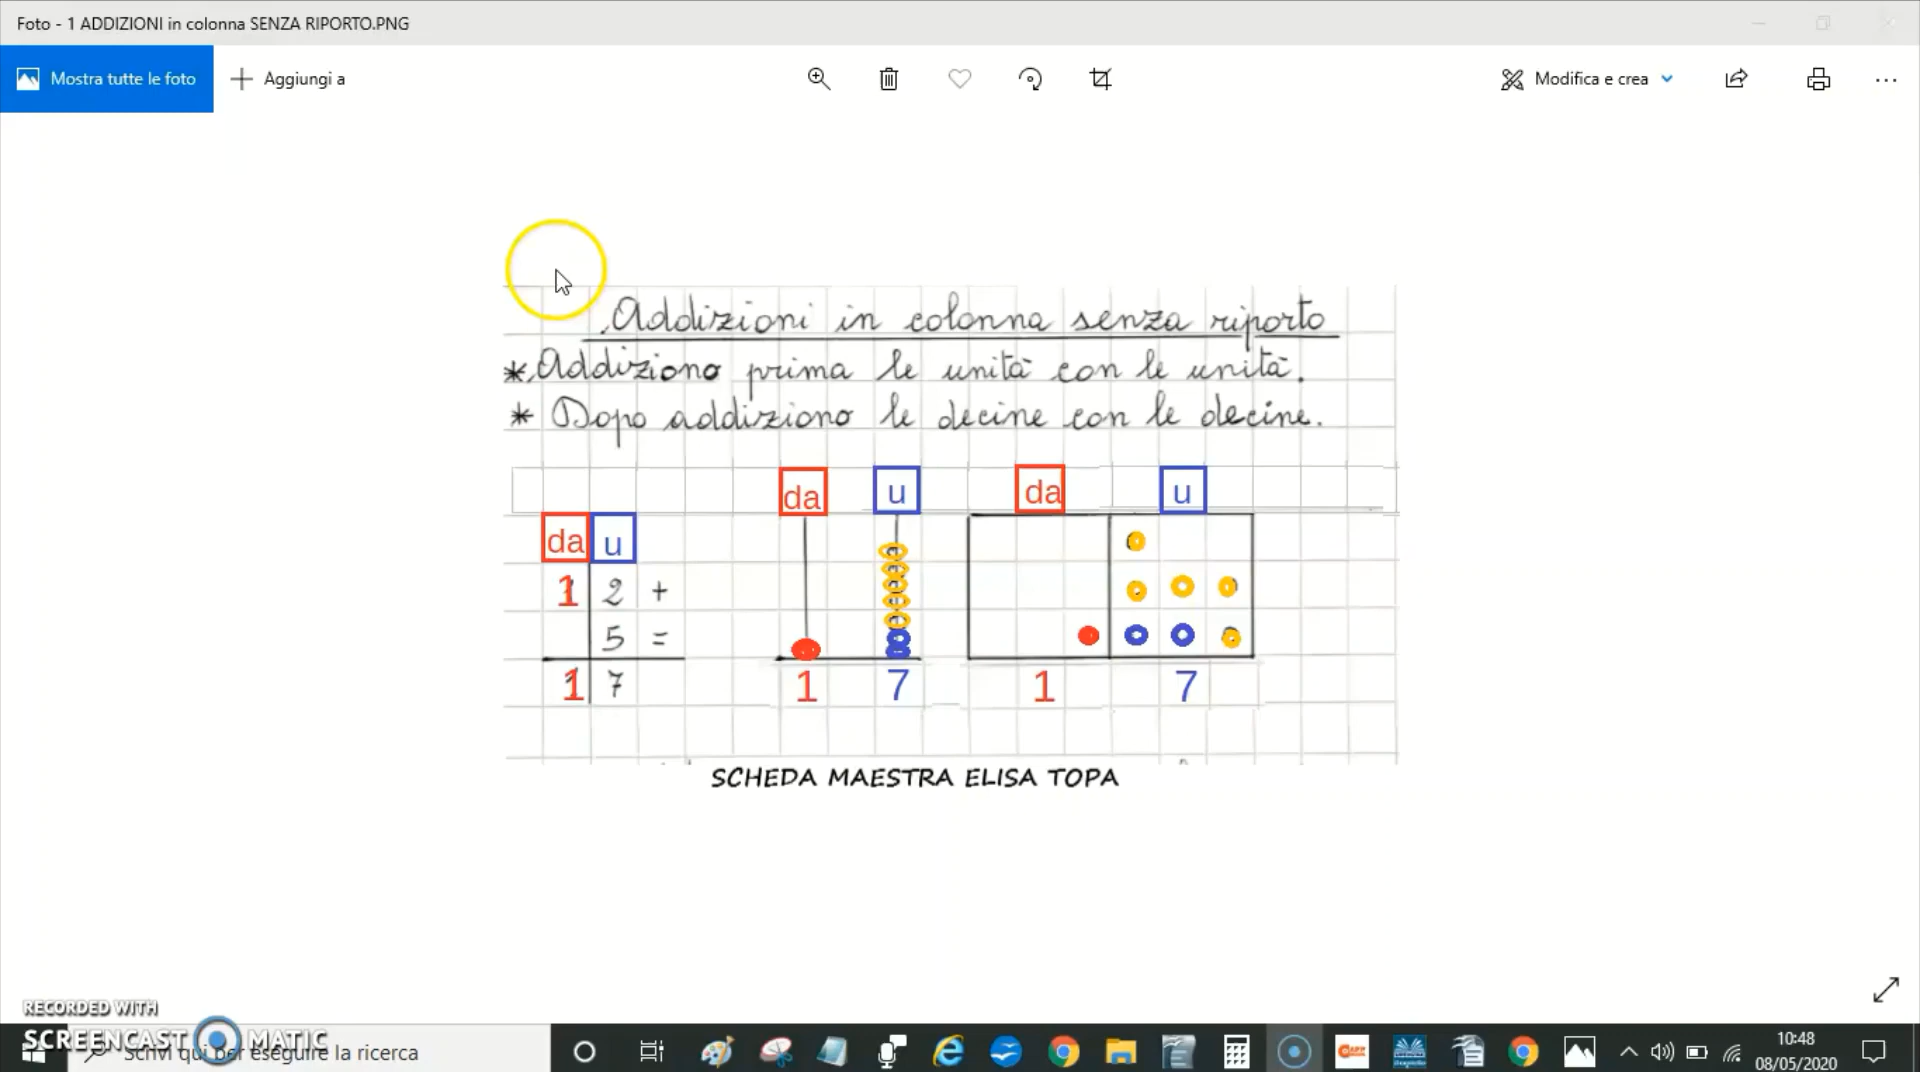 Foto - 1 ADDIZIONI in colonna SENZA RIPORTO.PNG
Mostra tutte le foto
Aggiungi a
Modifica e crea
Addizioni in colonna senza riporto
* Addiziono prima le unità con le unità.
* Dopo addiziono le decine con le decine.
da u da u
da u
1 2 +
5 =
1 7 1 7 1 7
SCHEDA MAESTRA ELISA TOPA
RECORDED WITH
SCREENCAST MATIC
Scrivi qui per eseguire la ricerca
10:48
08/05/2020